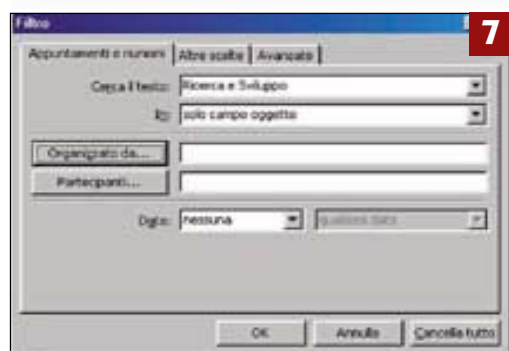 Filtro
7
Appuntamenti e riunioni Altre scelte Avanzato
Cerca il testo: Ricerca e Sviluppo
In: solo campo oggetto
Organizzato da...
Partecipanti...
Data: nessuna qualsiasi data
OK Annulla Cancella tutto